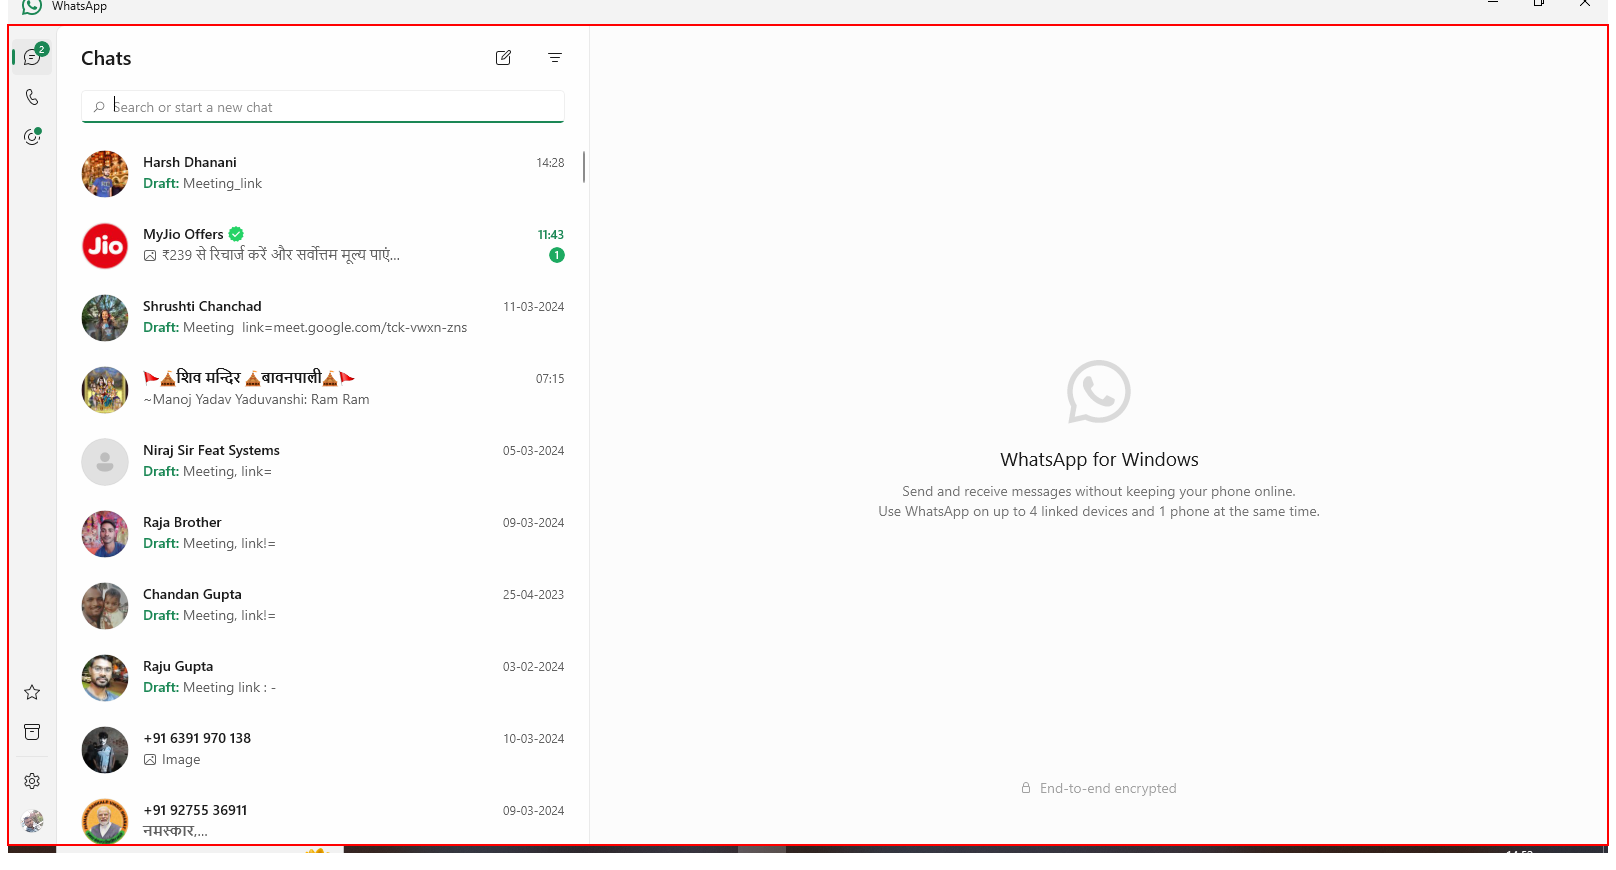 WhatsApp
2
Chats
Search or start a new chat
Harsh Dhanani 14:28
Draft: Meeting_link
Jio
MyJio Offers 11:43
₹239 से रिचार्ज करें और सर्वोत्तम मूल्य पाएं... 1
Shrushti Chanchad 11-03-2024
Draft: Meeting link=meet.google.com/tck-vwxn-zns
🚩🛕शिव मन्दिर 🛕बावनपाली🛕🚩 07:15
~Manoj Yadav Yaduvanshi: Ram Ram
Niraj Sir Feat Systems 05-03-2024
Draft: Meeting, link=
Raja Brother 09-03-2024
Draft: Meeting, link!=
Chandan Gupta 25-04-2023
Draft: Meeting, link!=
Raju Gupta 03-02-2024
Draft: Meeting link : -
+91 6391 970 138 10-03-2024
Image
+91 92755 36911 09-03-2024
नमस्कार,...
WhatsApp for Windows
Send and receive messages without keeping your phone online.
Use WhatsApp on up to 4 linked devices and 1 phone at the same time.
End-to-end encrypted